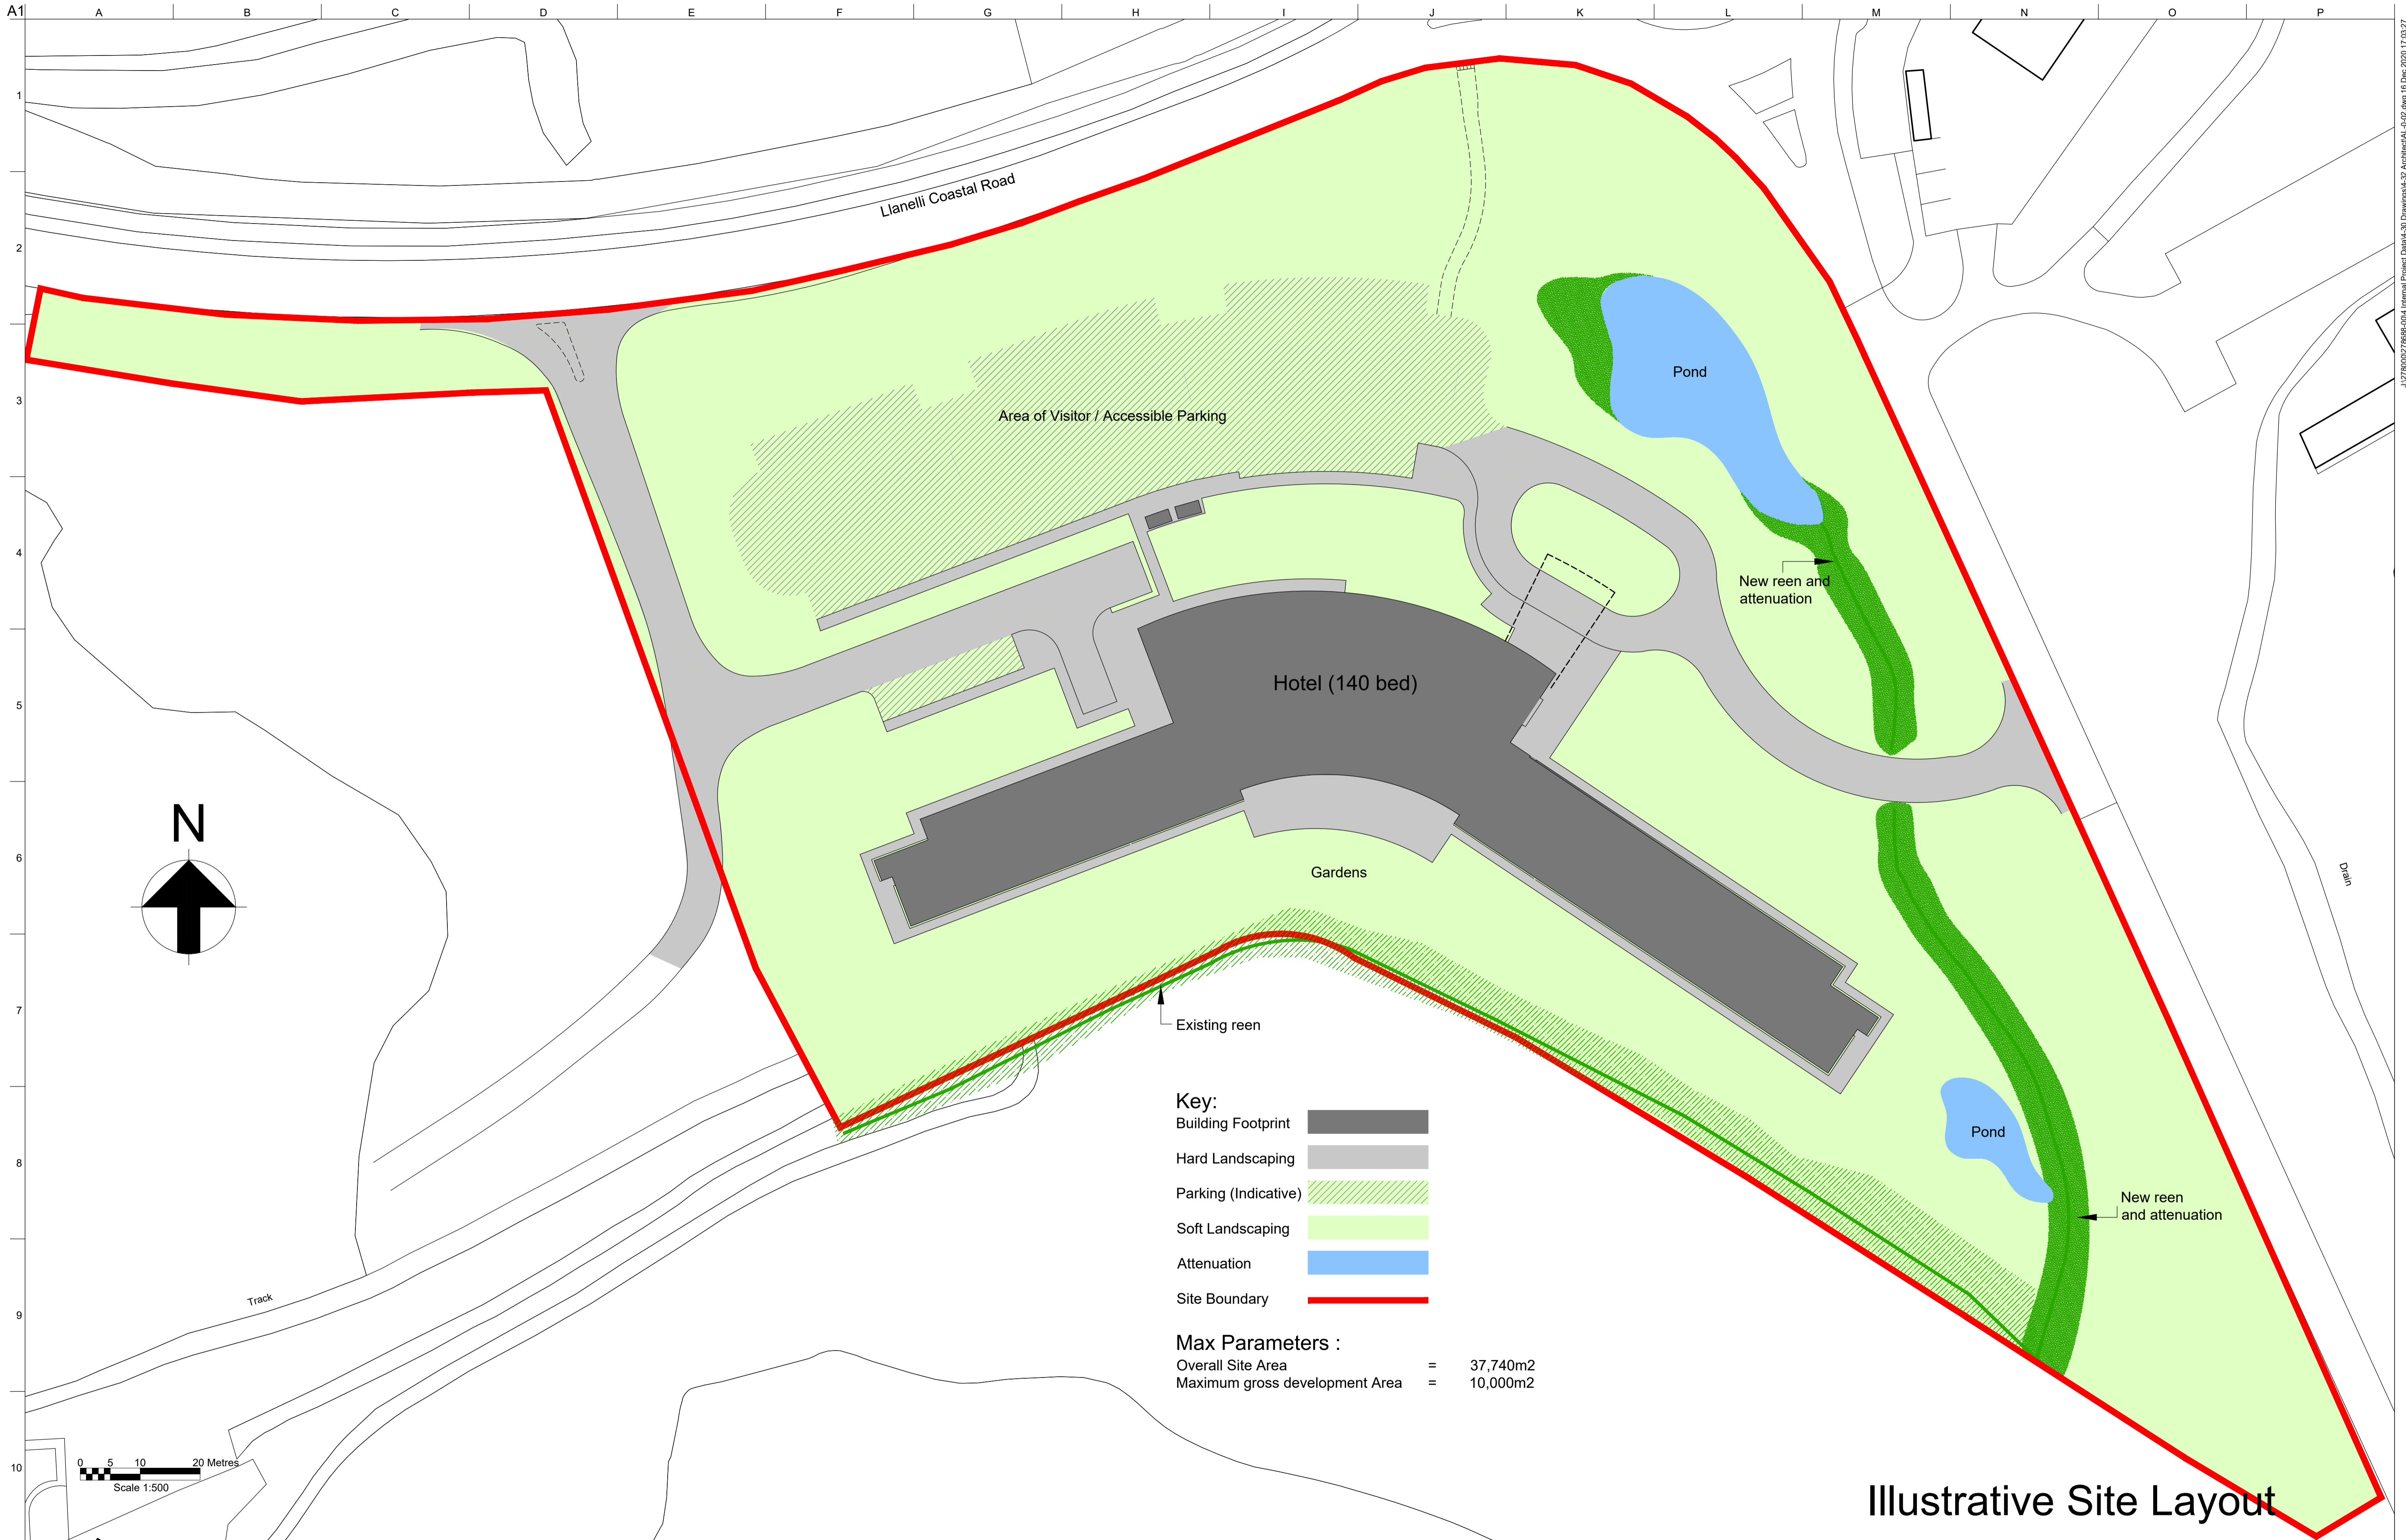 A1
A B C D E F G H I J K L M N O P
1
2
3
4
5
6
7
8
9
10
Llanelli Coastal Road
Area of Visitor / Accessible Parking
Pond
New reen and
attenuation
Hotel (140 bed)
N
Gardens
Drain
Existing reen
Pond
New reen
and attenuation
Track
Key:
Building Footprint
Hard Landscaping
Parking (Indicative)
Soft Landscaping
Attenuation
Site Boundary
Max Parameters :
Overall Site Area = 37,740m2
Maximum gross development Area = 10,000m2
0 5 10 20 Metres
Scale 1:500
Illustrative Site Layout